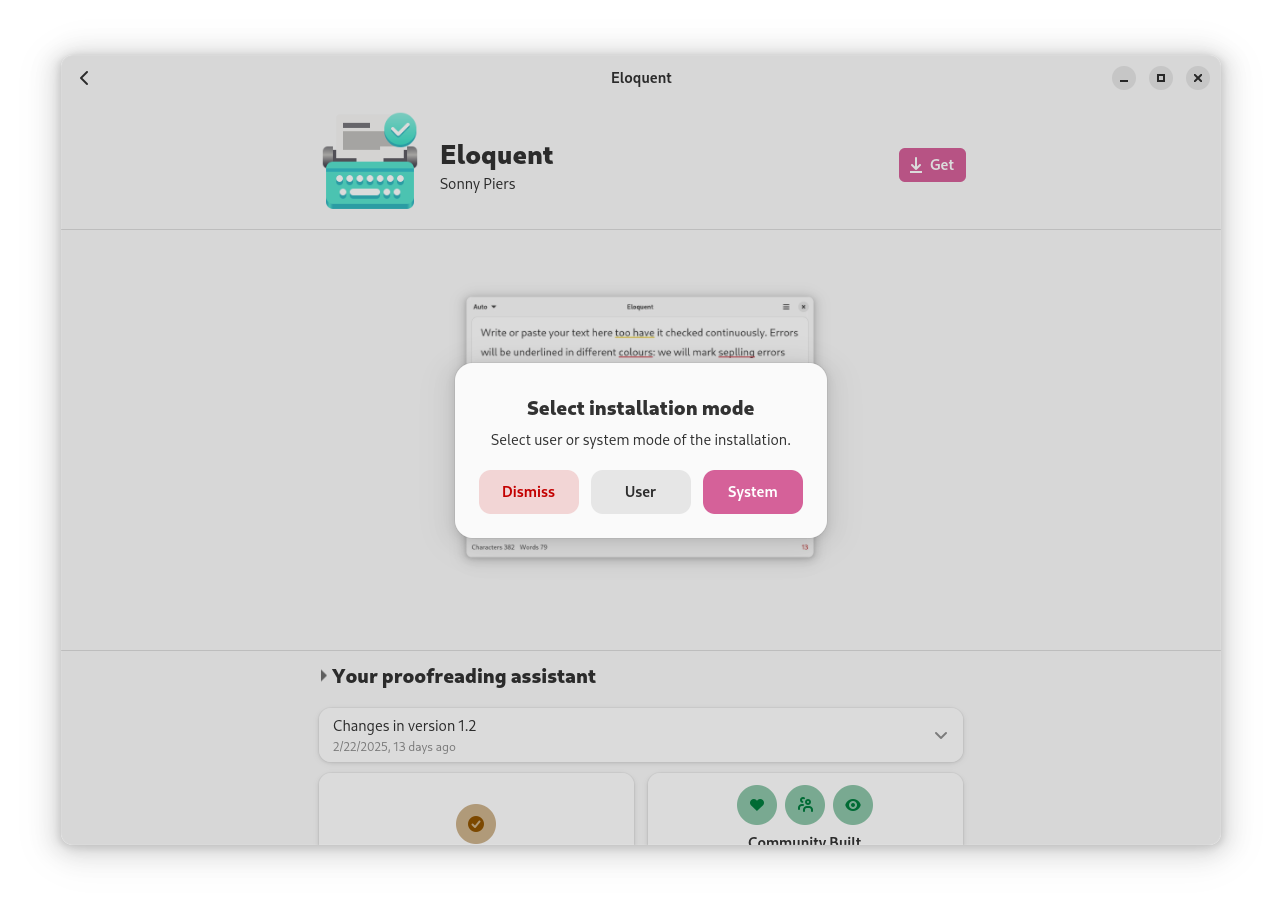 Eloquent
Eloquent
Sonny Piers
Get
Auto
Eloquent
Write or paste your text here too have it checked continuously. Errors
will be underlined in different colours: we will mark seplling errors
Select installation mode
Select user or system mode of the installation.
Dismiss
User
System
Characters 382 Words 79
13
Your proofreading assistant
Changes in version 1.2
2/22/2025, 13 days ago
Community Built